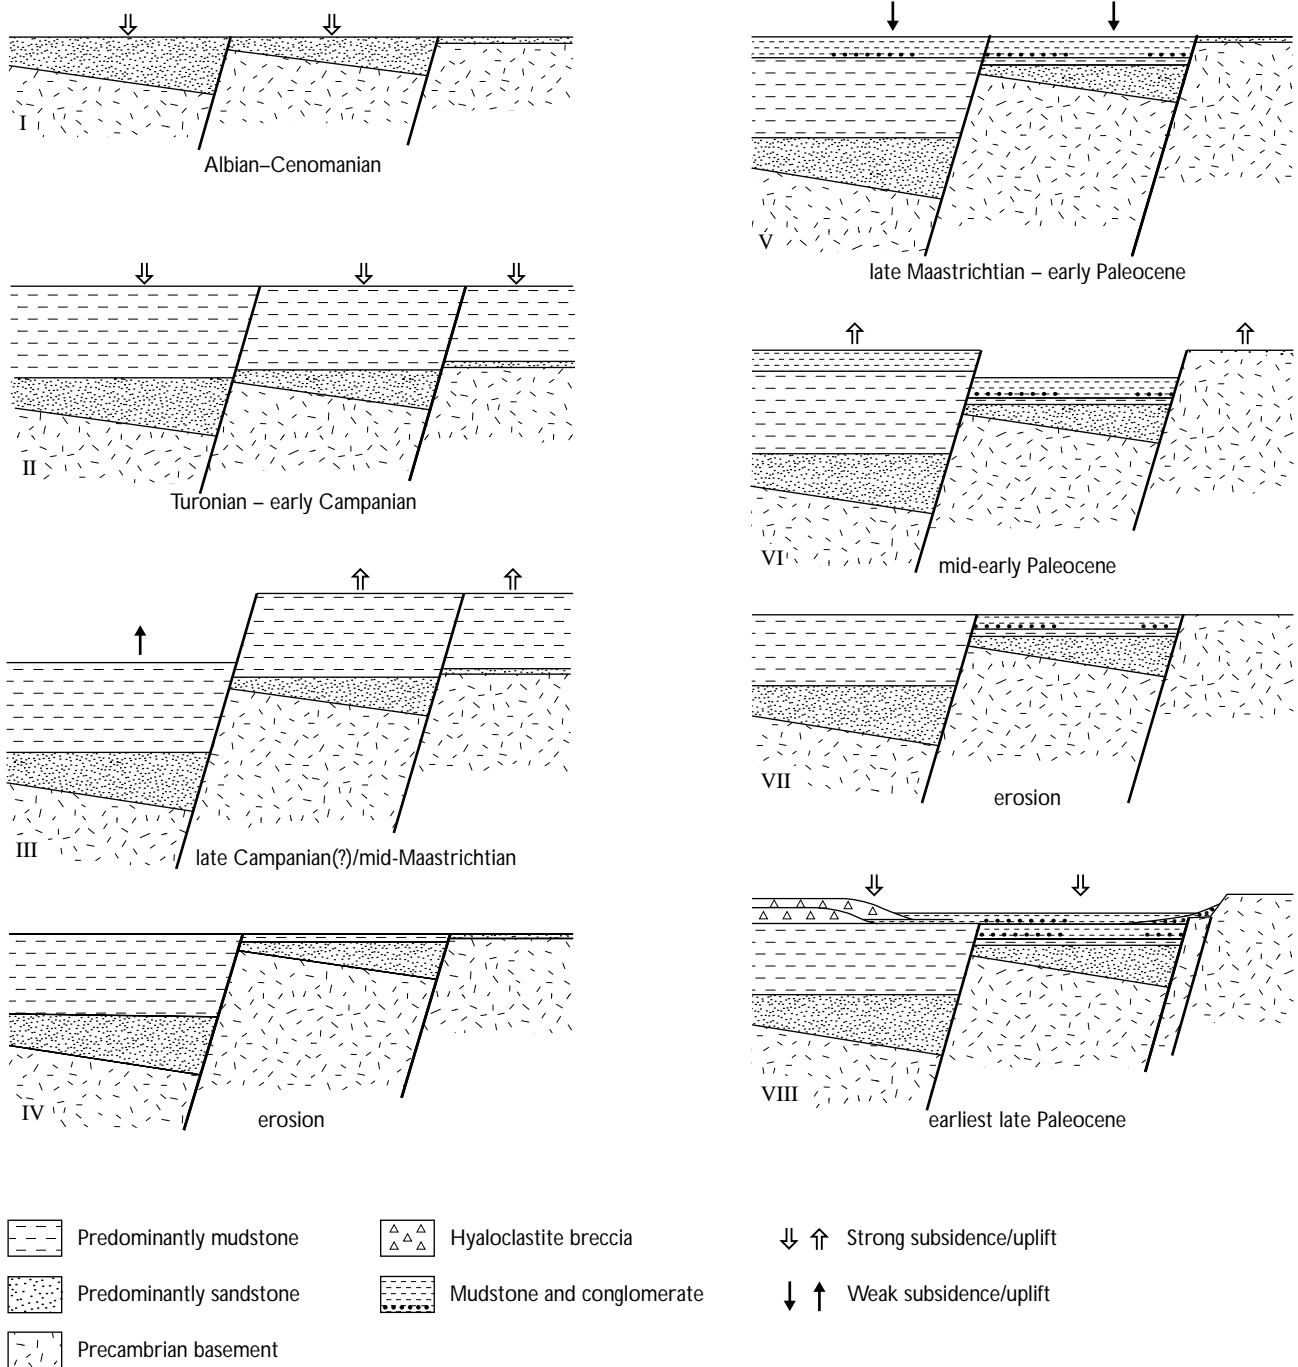 I
Albian–Cenomanian
II
Turonian – early Campanian
III
late Campanian(?)/mid-Maastrichtian
IV
erosion
V
late Maastrichtian – early Paleocene
VI
mid-early Paleocene
VII
erosion
VIII
earliest late Paleocene
Predominantly mudstone
Predominantly sandstone
Precambrian basement
Hyaloclastite breccia
Mudstone and conglomerate
Strong subsidence/uplift
Weak subsidence/uplift